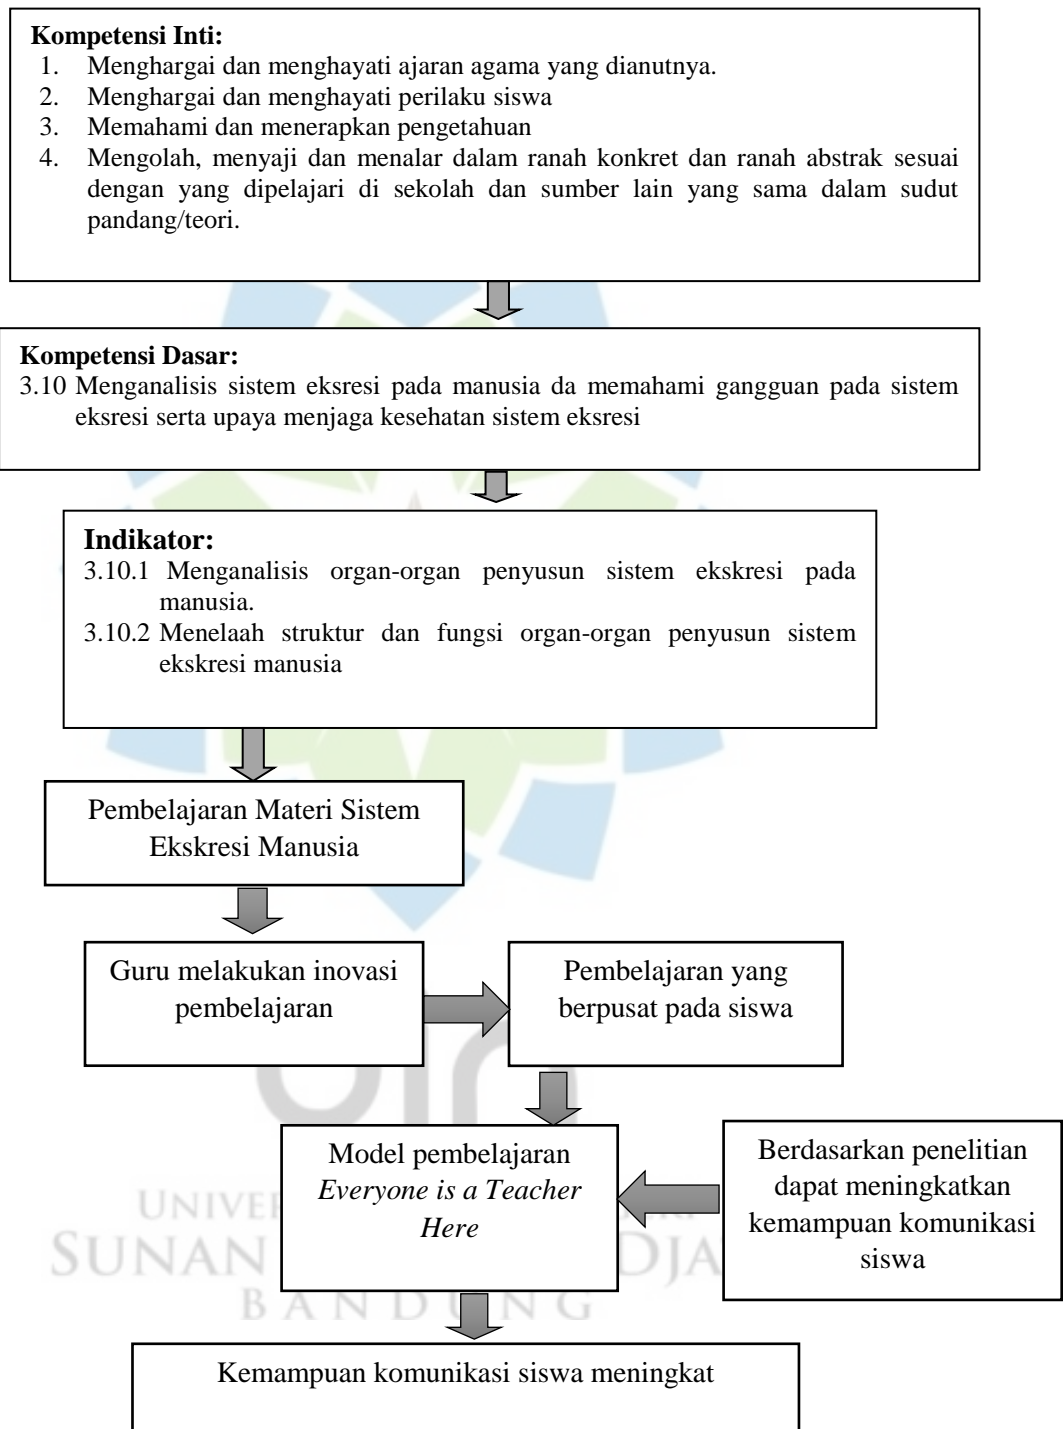 Kompetensi Inti:
1. Menghargai dan menghayati ajaran agama yang dianutnya.
2. Menghargai dan menghayati perilaku siswa
3. Memahami dan menerapkan pengetahuan
4. Mengolah, menyaji dan menalar dalam ranah konkret dan ranah abstrak sesuai
dengan yang dipelajari di sekolah dan sumber lain yang sama dalam sudut
pandang/teori.
Kompetensi Dasar:
3.10 Menganalisis sistem eksresi pada manusia da memahami gangguan pada sistem
eksresi serta upaya menjaga kesehatan sistem eksresi
Indikator:
3.10.1 Menganalisis organ-organ penyusun sistem ekskresi pada
manusia.
3.10.2 Menelaah struktur dan fungsi organ-organ penyusun sistem
ekskresi manusia
Pembelajaran Materi Sistem
Ekskresi Manusia
Guru melakukan inovasi
pembelajaran
Pembelajaran yang
berpusat pada siswa
Model pembelajaran
Everyone is a Teacher
Here
Berdasarkan penelitian
dapat meningkatkan
kemampuan komunikasi
siswa
SUNAN
BANDUNG
Kemampuan komunikasi siswa meningkat